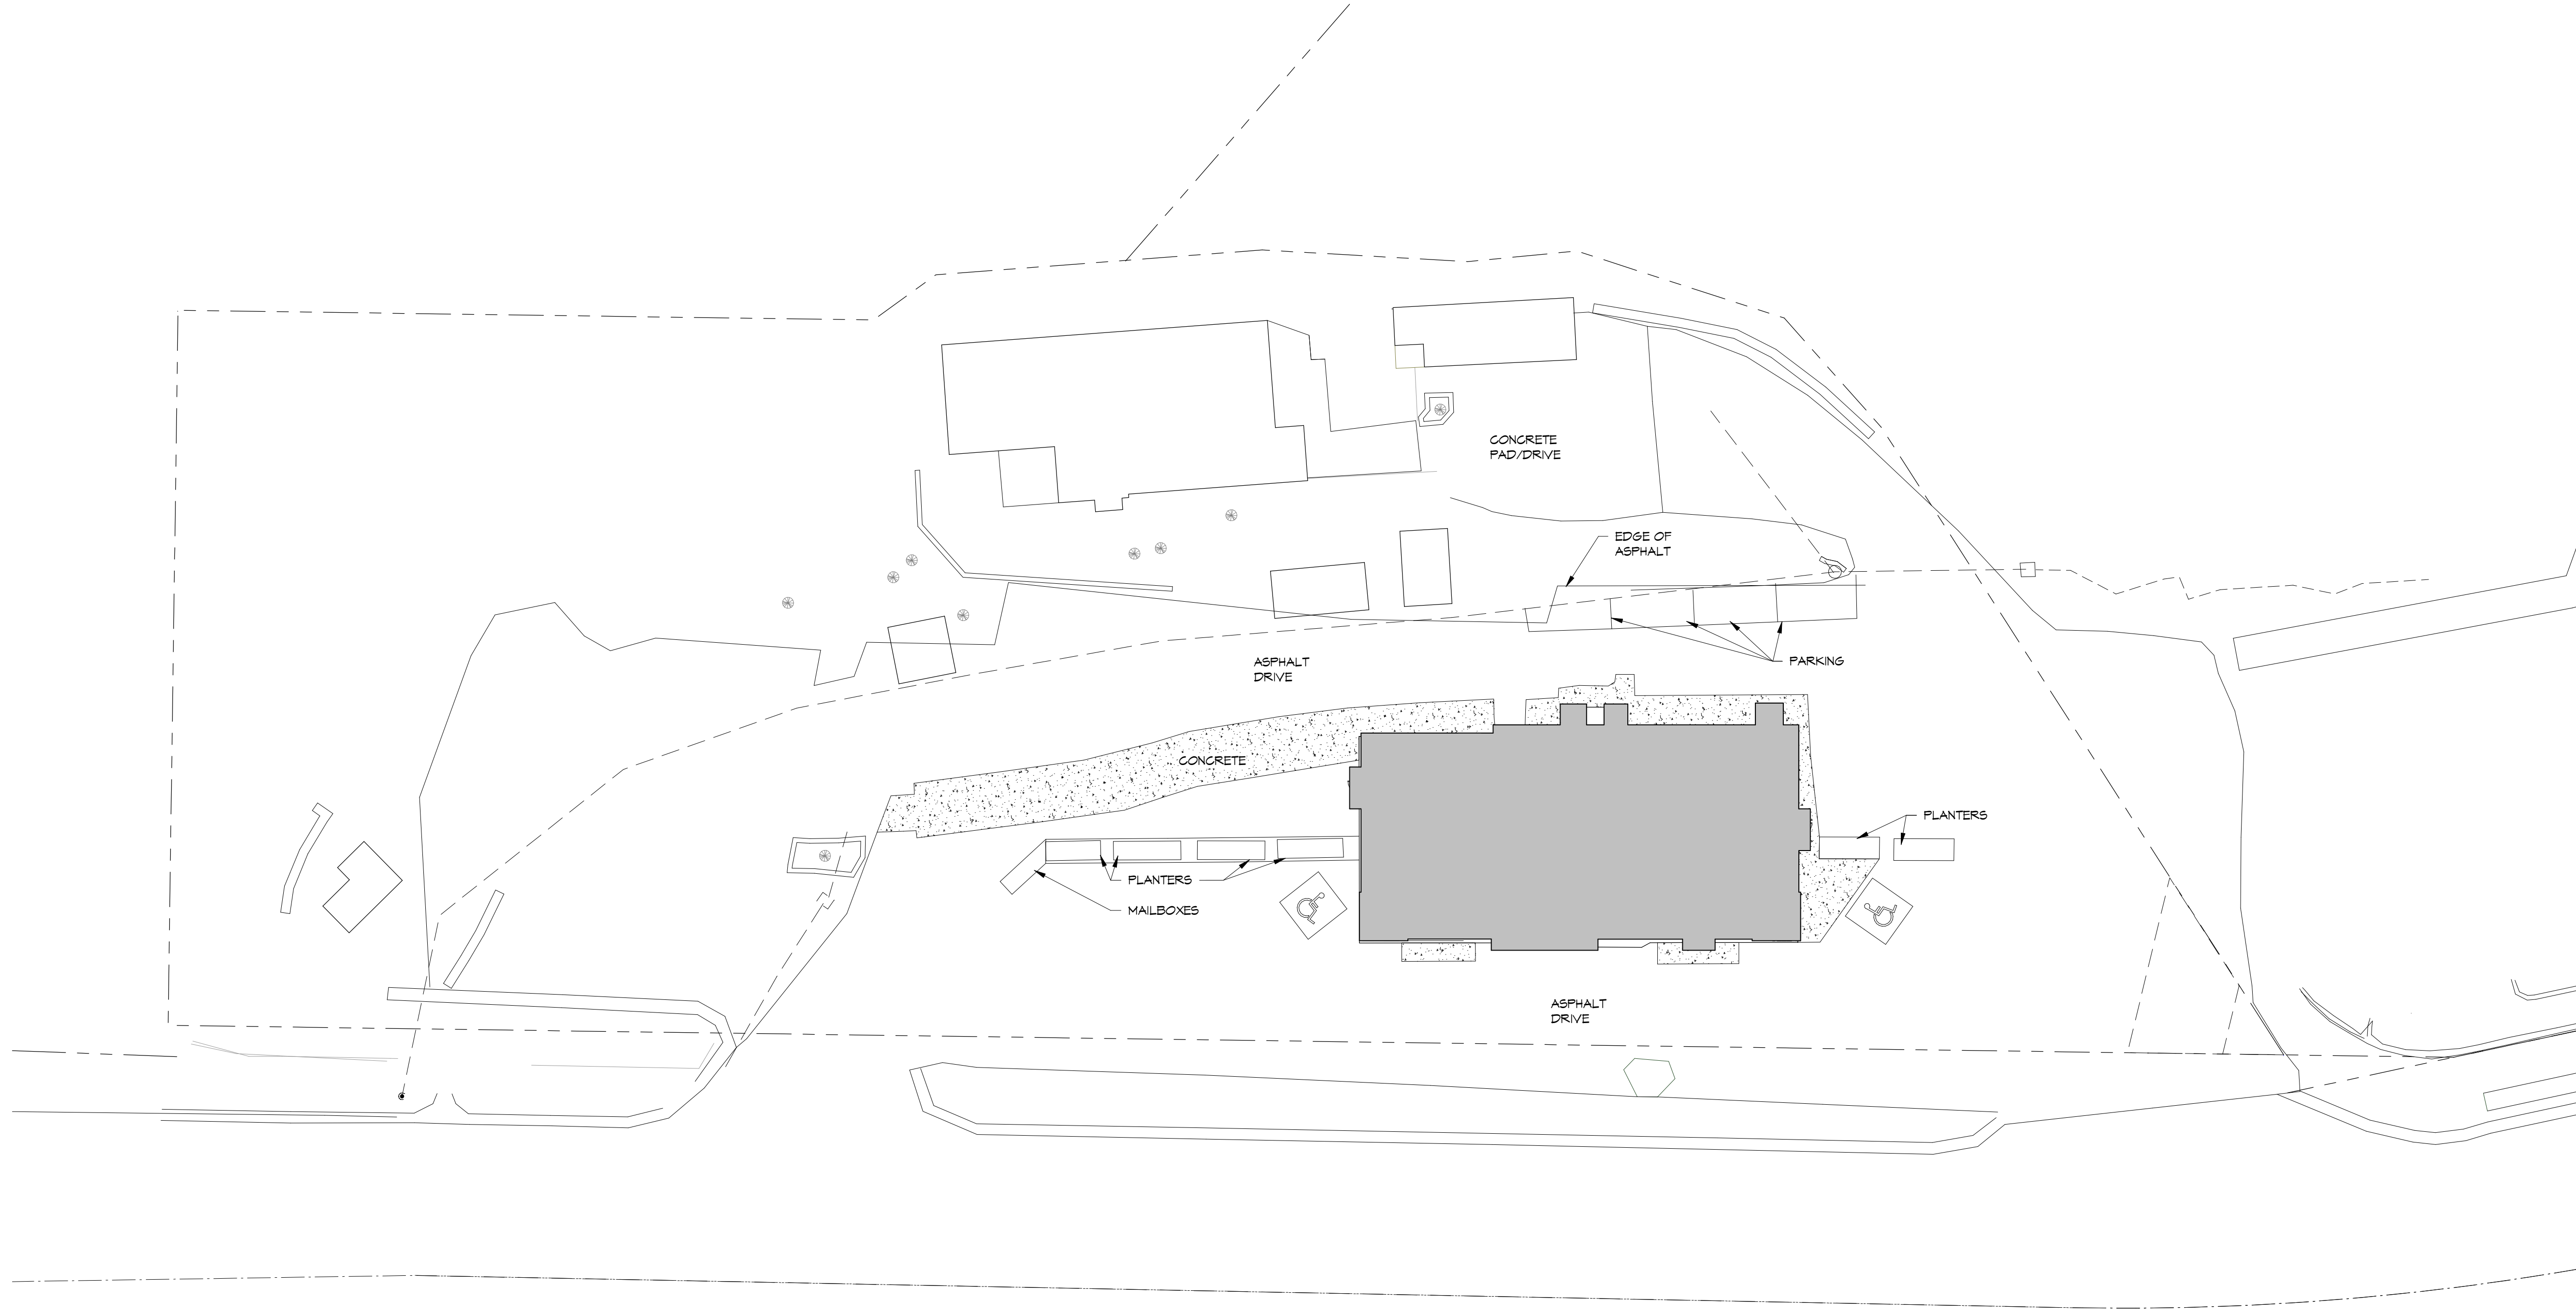 CONCRETE
PAD/DRIVE
EDGE OF
ASPHALT
ASPHALT
DRIVE
PARKING
CONCRETE
PLANTERS
PLANTERS
MAILBOXES
ASPHALT
DRIVE